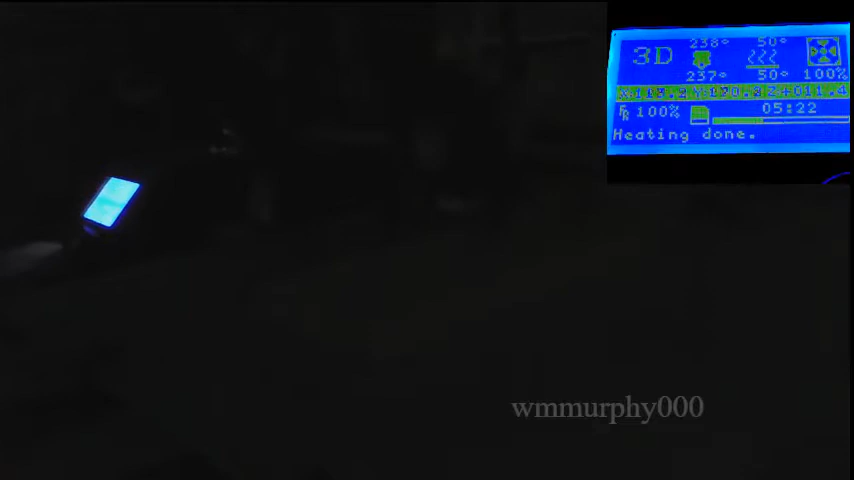 238° 50°
3D
237° 50° 100%
FR 100% 05:22
Heating done.
wmmurphy000